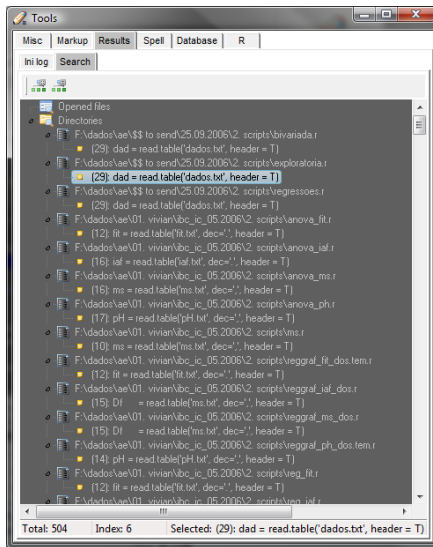 Tools
Misc Markup Results Spell Database R
Ini log Search
Opened files
Directories
F:\dados\ae\$$ to send\25.09.2006\2. scripts\bivariada.r
(29): dad = read.table('dados.txt', header = T)
F:\dados\ae\$$ to send\25.09.2006\2. scripts\exploratoria.r
(29): dad = read.table('dados.txt', header = T)
F:\dados\ae\$$ to send\25.09.2006\2. scripts\regressoes.r
(29): dad = read.table('dados.txt', header = T)
F:\dados\ae\01. vivian\ibc_ic_05.2006\2. scripts\anova_fit.r
(12): fit = read.table('fit.txt', dec=',', header = T)
F:\dados\ae\01. vivian\ibc_ic_05.2006\2. scripts\anova_iaf.r
(16): iaf = read.table('iaf.txt', dec=',', header = T)
F:\dados\ae\01. vivian\ibc_ic_05.2006\2. scripts\anova_ms.r
(16): ms = read.table('ms.txt', dec=',', header = T)
F:\dados\ae\01. vivian\ibc_ic_05.2006\2. scripts\anova_ph.r
(17): pH = read.table('pH.txt', dec=',', header = T)
F:\dados\ae\01. vivian\ibc_ic_05.2006\2. scripts\ms.r
(10): ms = read.table('ms.txt', dec=',', header = T)
F:\dados\ae\01. vivian\ibc_ic_05.2006\2. scripts\reggraf_fit_dos.tem.r
(12): fit = read.table('fit.txt', dec=',', header = T)
F:\dados\ae\01. vivian\ibc_ic_05.2006\2. scripts\reggraf_iaf_dos.r
(15): Df = read.table('ms.txt', dec=',', header = T)
F:\dados\ae\01. vivian\ibc_ic_05.2006\2. scripts\reggraf_ms_dos.r
(15): Df = read.table('ms.txt', dec=',', header = T)
F:\dados\ae\01. vivian\ibc_ic_05.2006\2. scripts\reggraf_ph_dos.tem.r
(14): pH = read.table('pH.txt', dec=',', header = T)
F:\dados\ae\01. vivian\ibc_ic_05.2006\2. scripts\reg_fit.r
(12): fit = read.table('fit.txt', dec=',', header = T)
F:\dados\ae\01. vivian\ibc_ic_05.2006\2. scripts\reg_iaf.r
Total: 504 Index: 6 Selected: (29): dad = read.table('dados.txt', header = T)